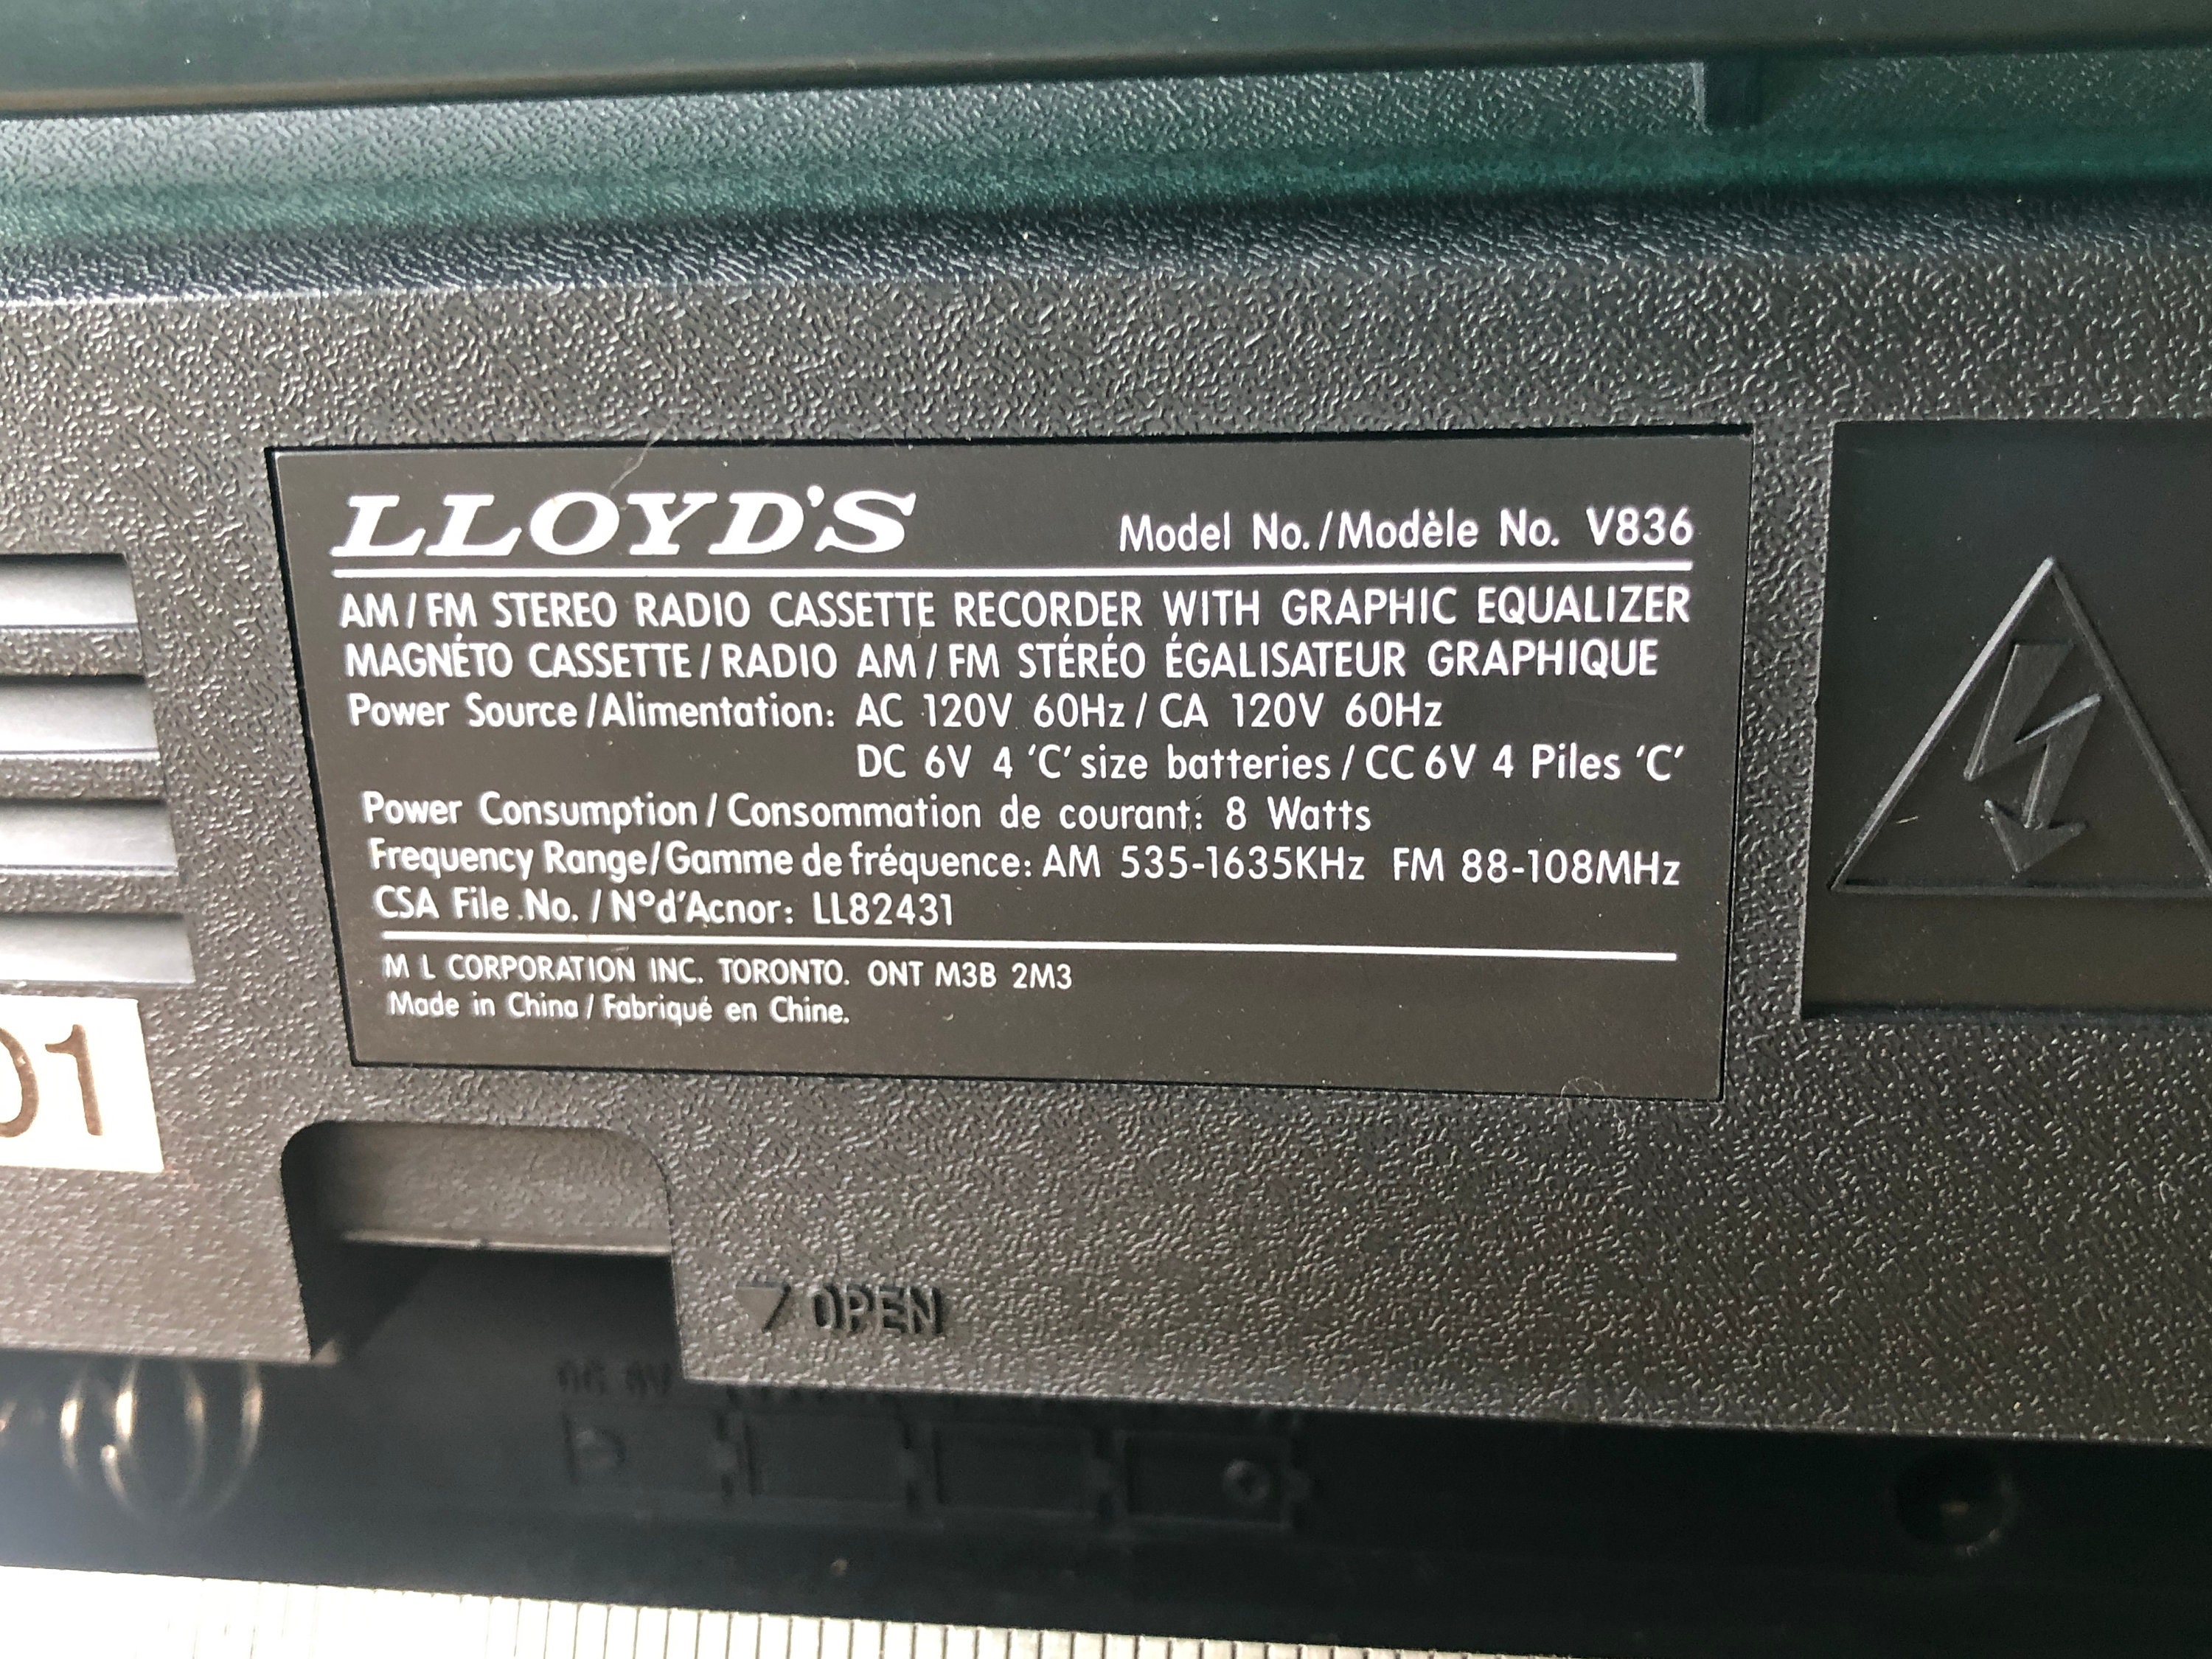 LLOYD'S Model No./Modèle No. V836
AM/FM STEREO RADIO CASSETTE RECORDER WITH GRAPHIC EQUALIZER
MAGNÉTO CASSETTE/RADIO AM/FM STÉRÉO ÉGALISATEUR GRAPHIQUE
Power Source/Alimentation: AC 120V 60Hz/CA 120V 60Hz
DC 6V 4 'C' size batteries/CC 6V 4 Piles 'C'
Power Consumption/Consommation de courant: 8 Watts
Frequency Range/Gamme de fréquence: AM 535-1635KHz FM 88-108MHz
CSA File .No. / N°d'Acnor: LL82431
M L CORPORATION INC. TORONTO. ONT M3B 2M3
Made in China/Fabriqué en Chine.
01
OPEN